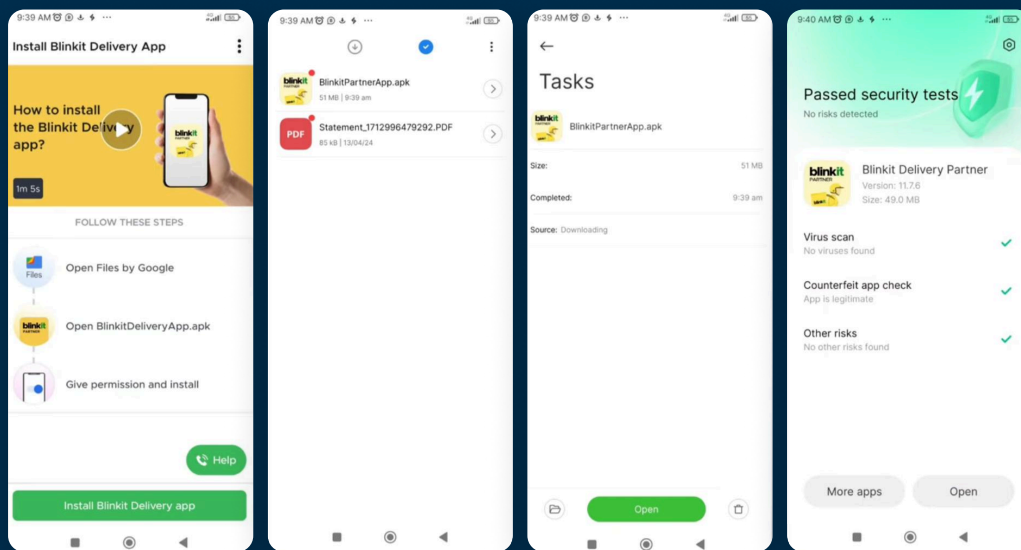 9:39 AM
Install Blinkit Delivery App
How to install
the Blinkit Delivery
app?
blinkit
PARTNER
1m 5s
FOLLOW THESE STEPS
Files
Open Files by Google
blinkit
PARTNER
Open BlinkitDeliveryApp.apk
Give permission and install
Help
Install Blinkit Delivery app
9:39 AM
blinkit
PARTNER
BlinkitPartnerApp.apk
51 MB | 9:39 am
PDF
Statement_1712996479292.PDF
85 kB | 13/04/24
9:39 AM
Tasks
blinkit
PARTNER
BlinkitPartnerApp.apk
Size: 51 MB
Completed: 9:39 am
Source: Downloading
Open
9:40 AM
Passed security tests
No risks detected
blinkit
PARTNER
Blinkit Delivery Partner
Version: 11.7.6
Size: 49.0 MB
Virus scan
No viruses found
Counterfeit app check
App is legitimate
Other risks
No other risks found
More apps
Open